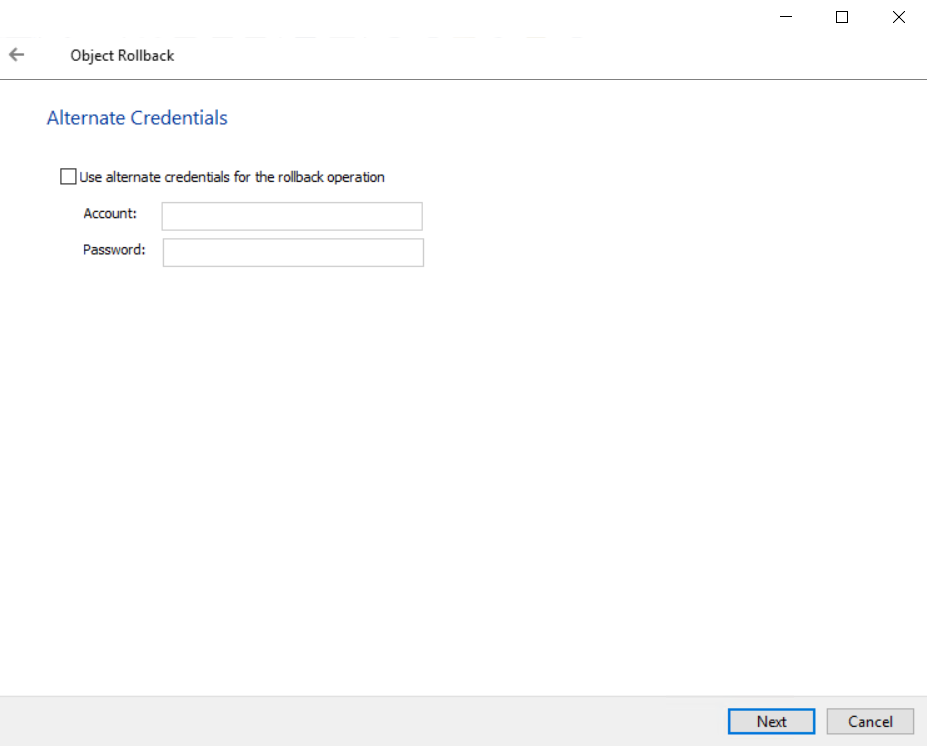 Object Rollback
Alternate Credentials
Use alternate credentials for the rollback operation
Account:
Password:
Next
Cancel